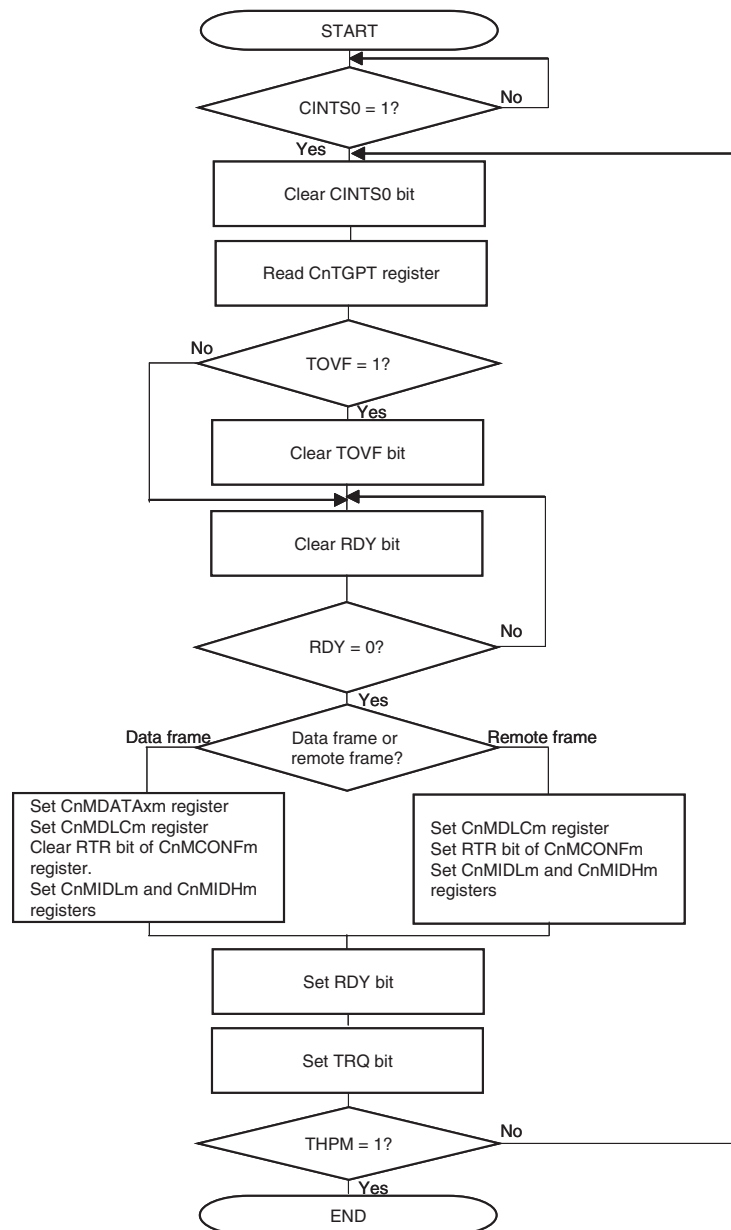 START
CINTS0 = 1?
No
Yes
Clear CINTS0 bit
Read CnTGPT register
No
TOVF = 1?
Yes
Clear TOVF bit
Clear RDY bit
RDY = 0?
No
Yes
Data frame
Data frame or
remote frame?
Remote frame
Set CnMDATAxm register
Set CnMDLCm register
Clear RTR bit of CnMCONFm
register.
Set CnMIDLm and CnMIDHm
registers
Set CnMDLCm register
Set RTR bit of CnMCONFm
Set CnMIDLm and CnMIDHm
registers
Set RDY bit
Set TRQ bit
THPM = 1?
No
Yes
END